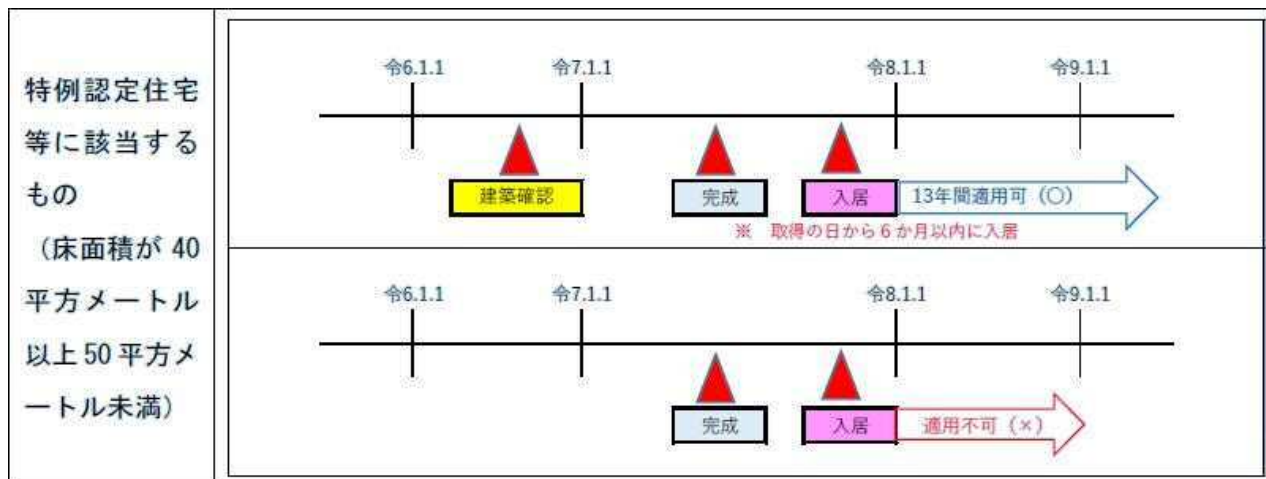 特例認定住宅
等に該当する
もの
（床面積が 40
平方メートル
以上 50 平方メ
ートル未満）
令6.1.1 令7.1.1 令8.1.1 令9.1.1
建築確認 完成 入居 13年間適用可（〇）
※ 取得の日から６か月以内に入居
令6.1.1 令7.1.1 令8.1.1 令9.1.1
完成 入居 適用不可（×）